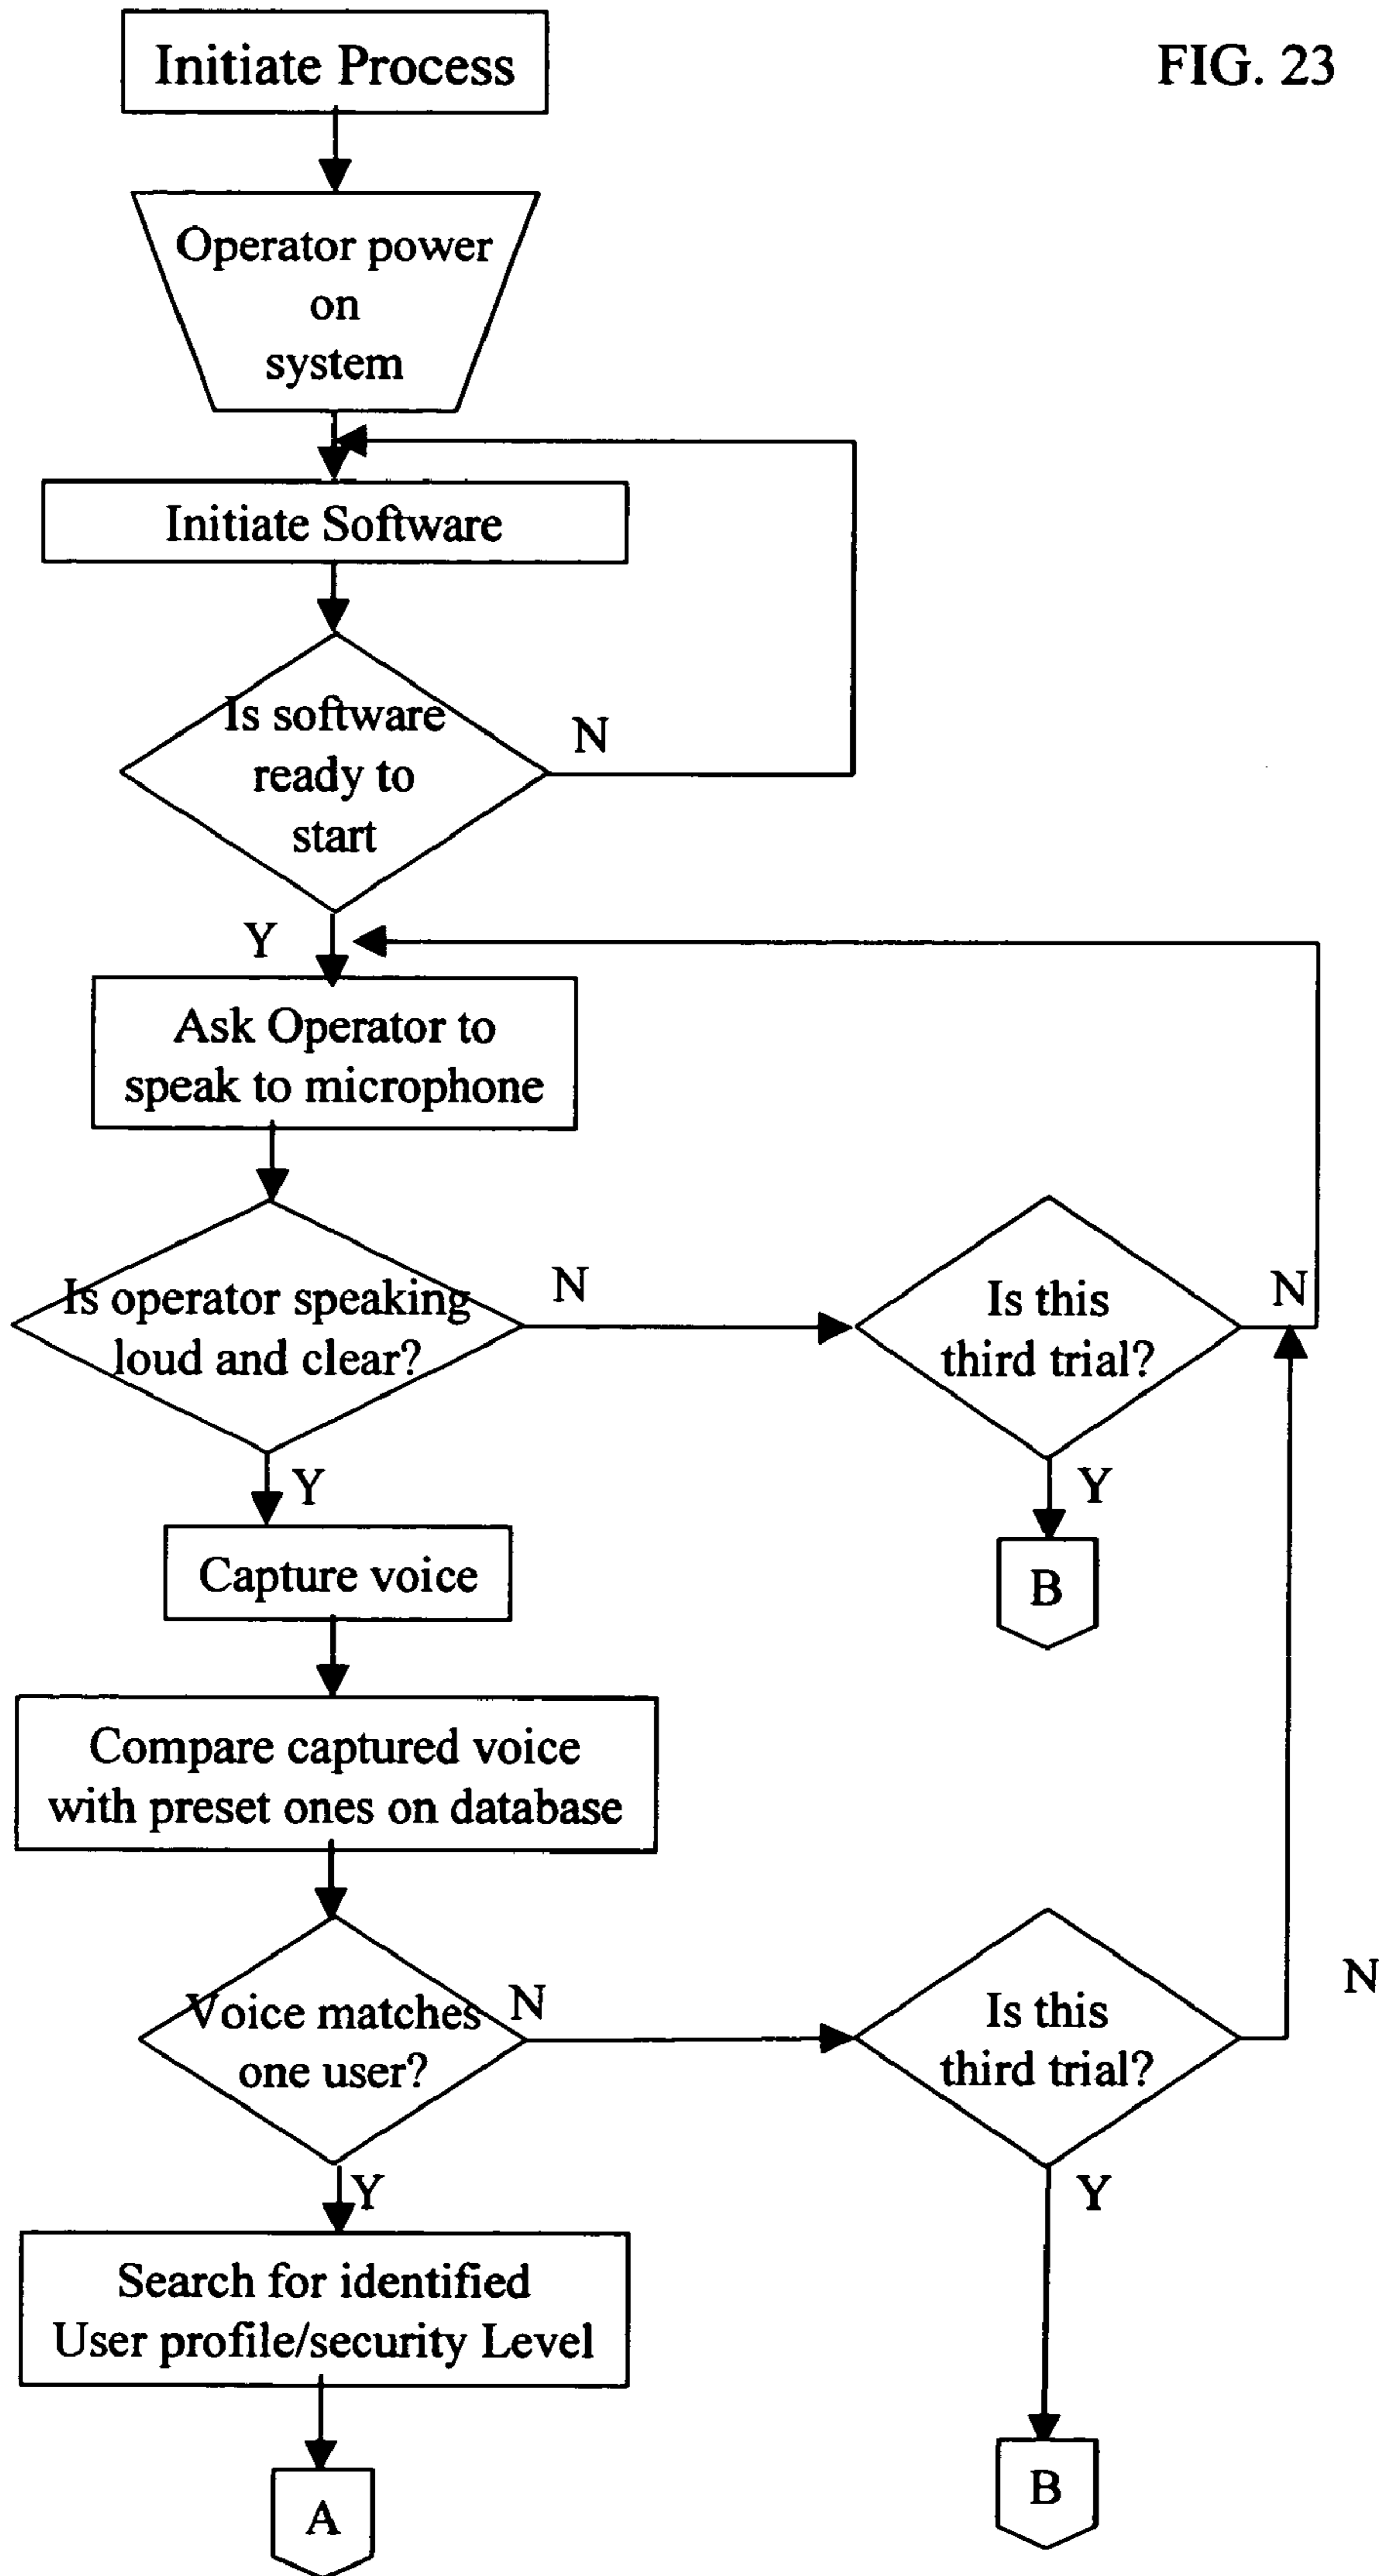 Initiate Process
FIG. 23
Operator power
on
system
Initiate Software
Is software
ready to
start
N
Y
Ask Operator to
speak to microphone
Is operator speaking
loud and clear?
N
Is this
third trial?
N
Y
Y
Capture voice
B
Compare captured voice
with preset ones on database
Voice matches
one user?
N
Is this
third trial?
N
Y
Y
Search for identified
User profile/security Level
A
B